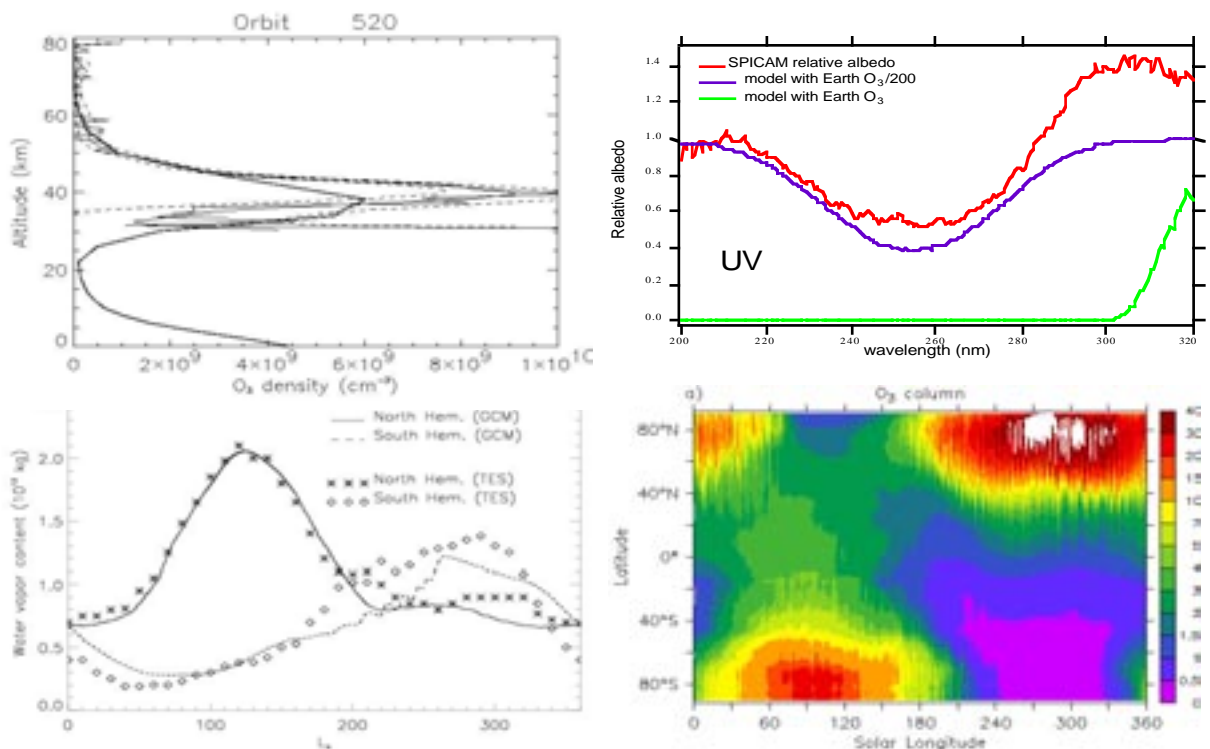 Orbit 520
80
60
40
20
0
Altitude (km)
0 2×10⁹ 4×10⁹ 6×10⁹ 8×10⁹ 1×10¹⁰
O₃ density (cm⁻³)
1.4
1.2
1.0
0.8
0.6
0.4
0.2
0.0
Relative albedo
SPICAM relative albedo
model with Earth O₃/200
model with Earth O₃
UV
200 220 240 260 280 300 320
wavelength (nm)
North Hem. (GCM)
South Hem. (GCM)
North Hem. (TES)
South Hem. (TES)
2.0
1.5
1.0
0.5
0.0
Water vapor content
kg)
0 100 200 300
a) O₃ column
80°N
40°N
0°
40°S
80°S
Latitude
0 60 120 180 240 300 360
Solar Longitude